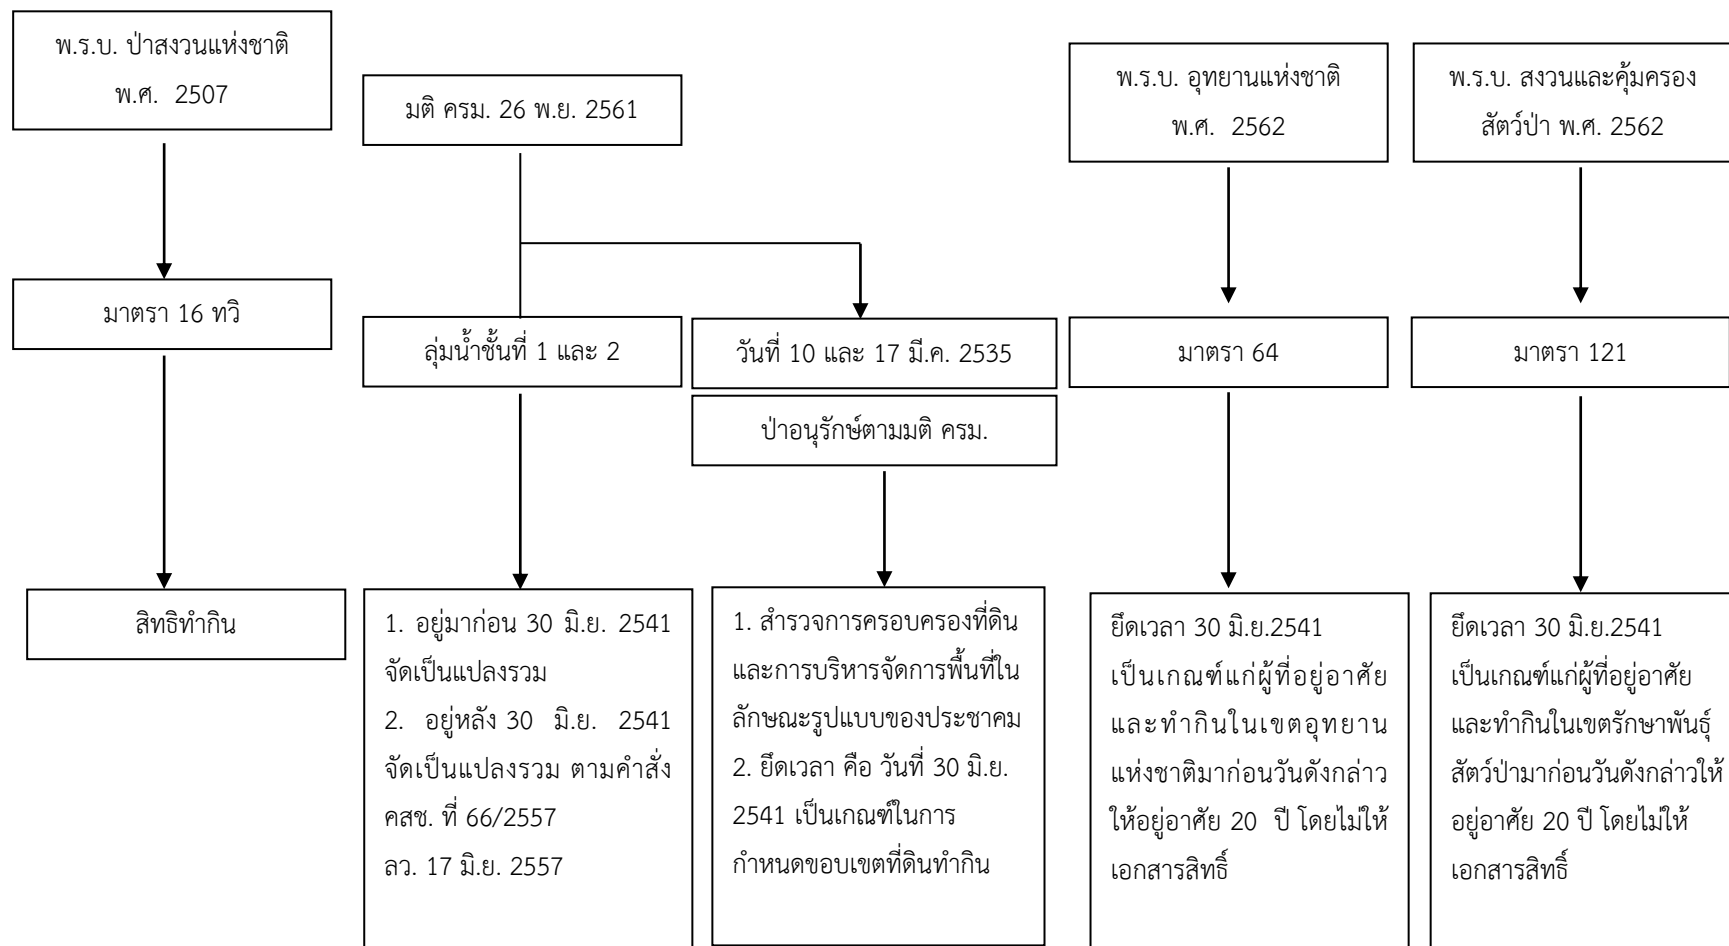 พ.ร.บ. ป่าสงวนแห่งชาติ
พ.ศ. 2507
มติ ครม. 26 พ.ย. 2561
พ.ร.บ. อุทยานแห่งชาติ
พ.ศ. 2562
พ.ร.บ. สงวนและคุ้มครอง
สัตว์ป่า พ.ศ. 2562
มาตรา 16 ทวิ
ลุ่มน้ำชั้นที่ 1 และ 2
วันที่ 10 และ 17 มี.ค. 2535
มาตรา 64
มาตรา 121
ป่าอนุรักษ์ตามมติ ครม.
สิทธิทำกิน
1. อยู่มาก่อน 30 มิ.ย. 2541
จัดเป็นแปลงรวม
2. อยู่หลัง 30 มิ.ย. 2541
จัดเป็นแปลงรวม ตามคำสั่ง
คสช. ที่ 66/2557
ลว. 17 มิ.ย. 2557
1. สำรวจการครอบครองที่ดิน
และการบริหารจัดการพื้นที่ใน
ลักษณะรูปแบบของประชาคม
2. ยึดเวลา คือ วันที่ 30 มิ.ย.
2541 เป็นเกณฑ์ในการ
กำหนดขอบเขตที่ดินทำกิน
ยึดเวลา 30 มิ.ย.2541
เป็นเกณฑ์แก่ผู้ที่อยู่อาศัย
และทำกินในเขตอุทยาน
แห่งชาติมาก่อนวันดังกล่าว
ให้อยู่อาศัย 20 ปี โดยไม่ให้
เอกสารสิทธิ์
ยึดเวลา 30 มิ.ย.2541
เป็นเกณฑ์แก่ผู้ที่อยู่อาศัย
และทำกินในเขตรักษาพันธุ์
สัตว์ป่ามาก่อนวันดังกล่าวให้
อยู่อาศัย 20 ปี โดยไม่ให้
เอกสารสิทธิ์